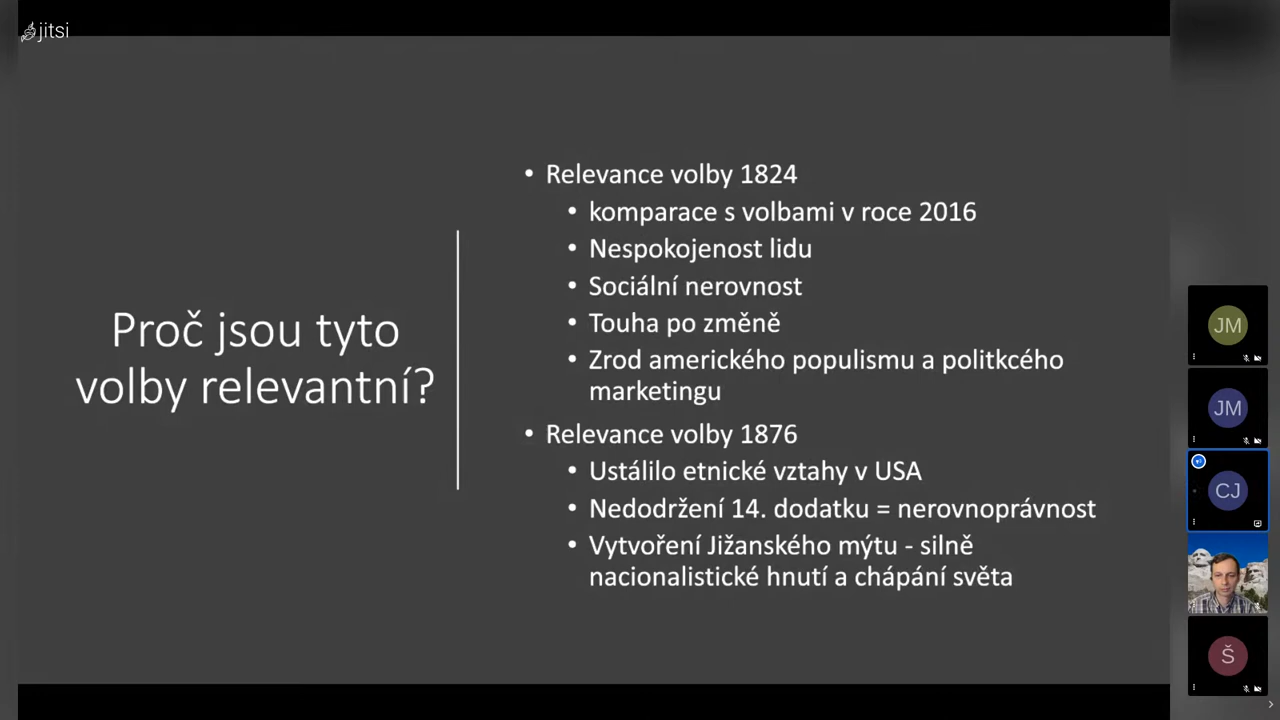 jitsi
Proč jsou tyto
volby relevantní?
• Relevance volby 1824
• komparace s volbami v roce 2016
• Nespokojenost lidu
• Sociální nerovnost
• Touha po změně
• Zrod amerického populismu a politkcého
marketingu
• Relevance volby 1876
• Ustálilo etnické vztahy v USA
• Nedodržení 14. dodatku = nerovnoprávnost
• Vytvoření Jižanského mýtu - silně
nacionalistické hnutí a chápání světa
JM
JM
CJ
Š